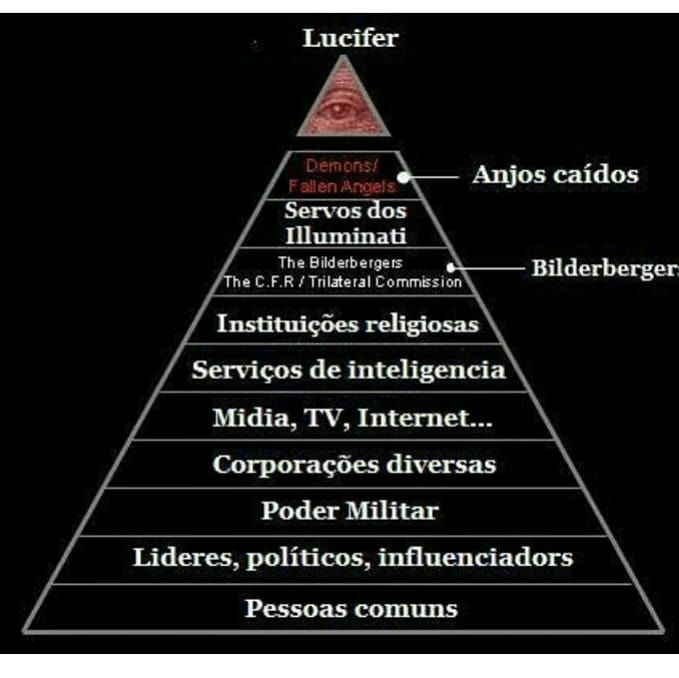 Lucifer
Demons/
Fallen Angels
Anjos caídos
Servos dos
Illuminati
The Bilderbergers
The C.F.R / Trilateral Commission
Bilderbergers
Instituições religiosas
Serviços de inteligencia
Midia, TV, Internet...
Corporações diversas
Poder Militar
Lideres, políticos, influenciadors
Pessoas comuns